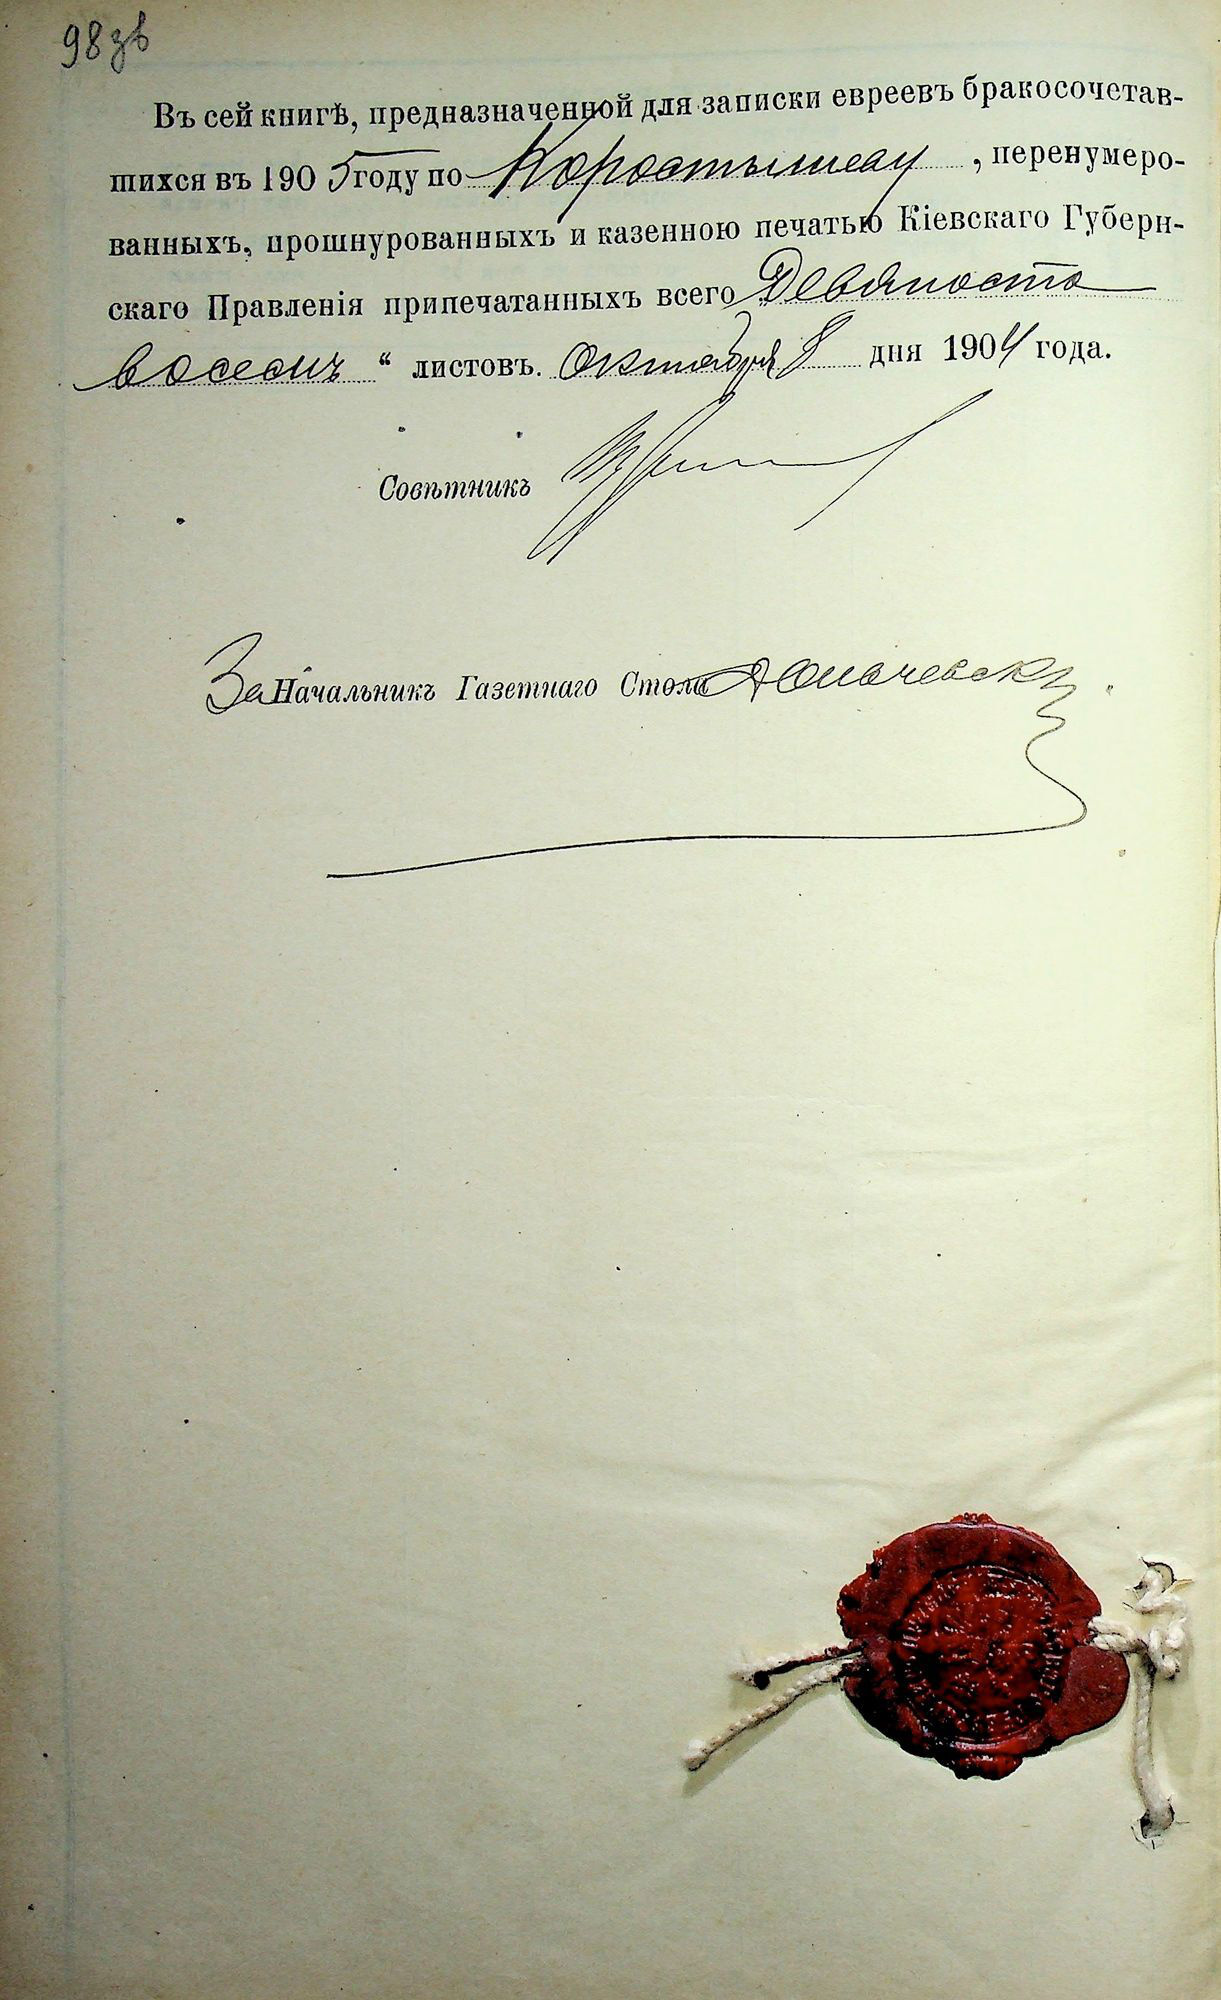 98 зв
Въ сей книгѣ, предназначенной для записки евреевъ бракосочетав-
шихся въ 1905 году по Коростышеву, перенумеро-
ванныхъ, прошнурованныхъ и казенною печатью Кіевскаго Губерн-
скаго Правленія припечатанныхъ всего Девяносто
восемь “ листовъ. Октября 8 дня 1904 года.
Совѣтникъ
За Начальникъ Газетнаго Стола